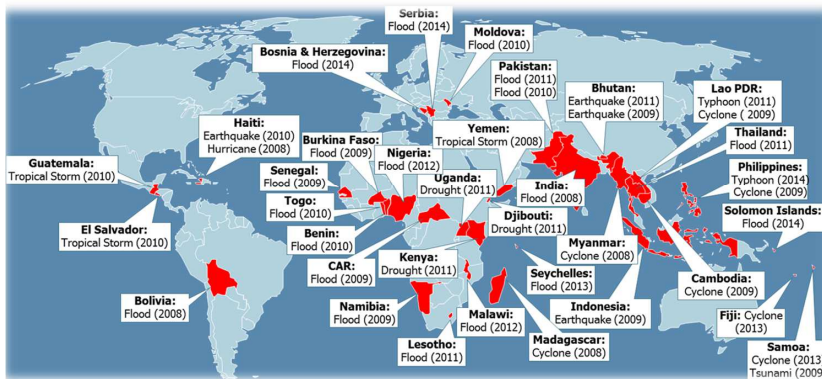 Serbia:
Flood (2014)
Moldova:
Flood (2010)
Bosnia & Herzegovina:
Flood (2014)
Pakistan:
Flood (2011)
Flood (2010)
Bhutan:
Earthquake (2011)
Earthquake (2009)
Lao PDR:
Typhoon (2011)
Cyclone (2009)
Haiti:
Earthquake (2010)
Hurricane (2008)
Burkina Faso:
Flood (2009)
Yemen:
Tropical Storm (2008)
Thailand:
Flood (2011)
Guatemala:
Tropical Storm (2010)
Senegal:
Flood (2009)
Nigeria:
Flood (2012)
Uganda:
Drought (2011)
India:
Flood (2008)
Philippines:
Typhoon (2014)
Cyclone (2009)
Togo:
Flood (2010)
Djibouti:
Drought (2011)
Solomon Islands:
Flood (2014)
El Salvador:
Tropical Storm (2010)
Benin:
Flood (2010)
Myanmar:
Cyclone (2008)
CAR:
Flood (2009)
Kenya:
Drought (2011)
Seychelles:
Flood (2013)
Cambodia:
Cyclone (2009)
Bolivia:
Flood (2008)
Namibia:
Flood (2009)
Malawi:
Flood (2012)
Indonesia:
Earthquake (2009)
Fiji: Cyclone
(2013)
Lesotho:
Flood (2011)
Madagascar:
Cyclone (2008)
Samoa:
Cyclone (2013
Tsunami (2009